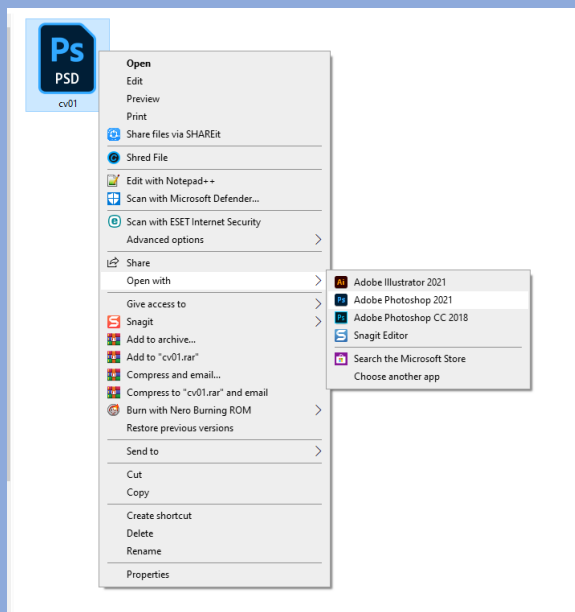 Ps
PSD
cv01
Open
Edit
Preview
Print
Share files via SHAREit
Shred File
Edit with Notepad++
Scan with Microsoft Defender...
Scan with ESET Internet Security
Advanced options
Share
Open with
Give access to
Snagit
Add to archive...
Add to "cv01.rar"
Compress and email...
Compress to "cv01.rar" and email
Burn with Nero Burning ROM
Restore previous versions
Send to
Cut
Copy
Create shortcut
Delete
Rename
Properties
Ai Adobe Illustrator 2021
Ps Adobe Photoshop 2021
Ps Adobe Photoshop CC 2018
Snagit Editor
Search the Microsoft Store
Choose another app